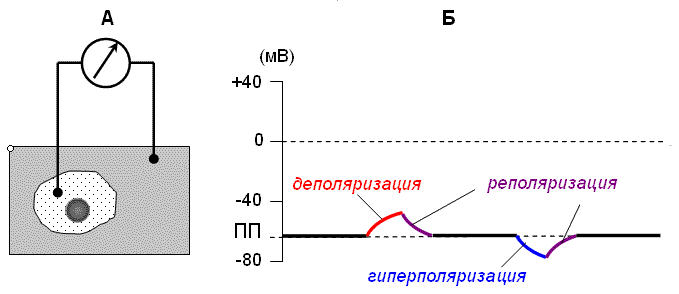 А
Б
(мВ)
+40
0
-40
деполяризация
реполяризация
ПП
-80
гиперполяризация